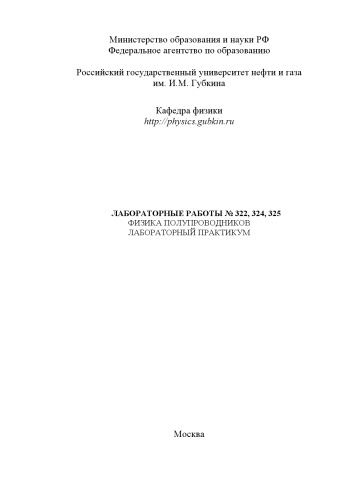 Министерство образования и науки РФ
Федеральное агентство по образованию
Российский государственный университет нефти и газа
им. И.М. Губкина
Кафедра физики
http://physics.gubkin.ru
ЛАБОРАТОРНЫЕ РАБОТЫ № 322, 324, 325
ФИЗИКА ПОЛУПРОВОДНИКОВ
ЛАБОРАТОРНЫЙ ПРАКТИКУМ
Москва